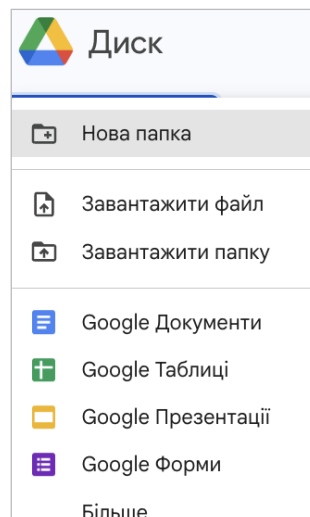 Диск
Нова папка
Завантажити файл
Завантажити папку
Google Документи
Google Таблиці
Google Презентації
Google Форми
Більше